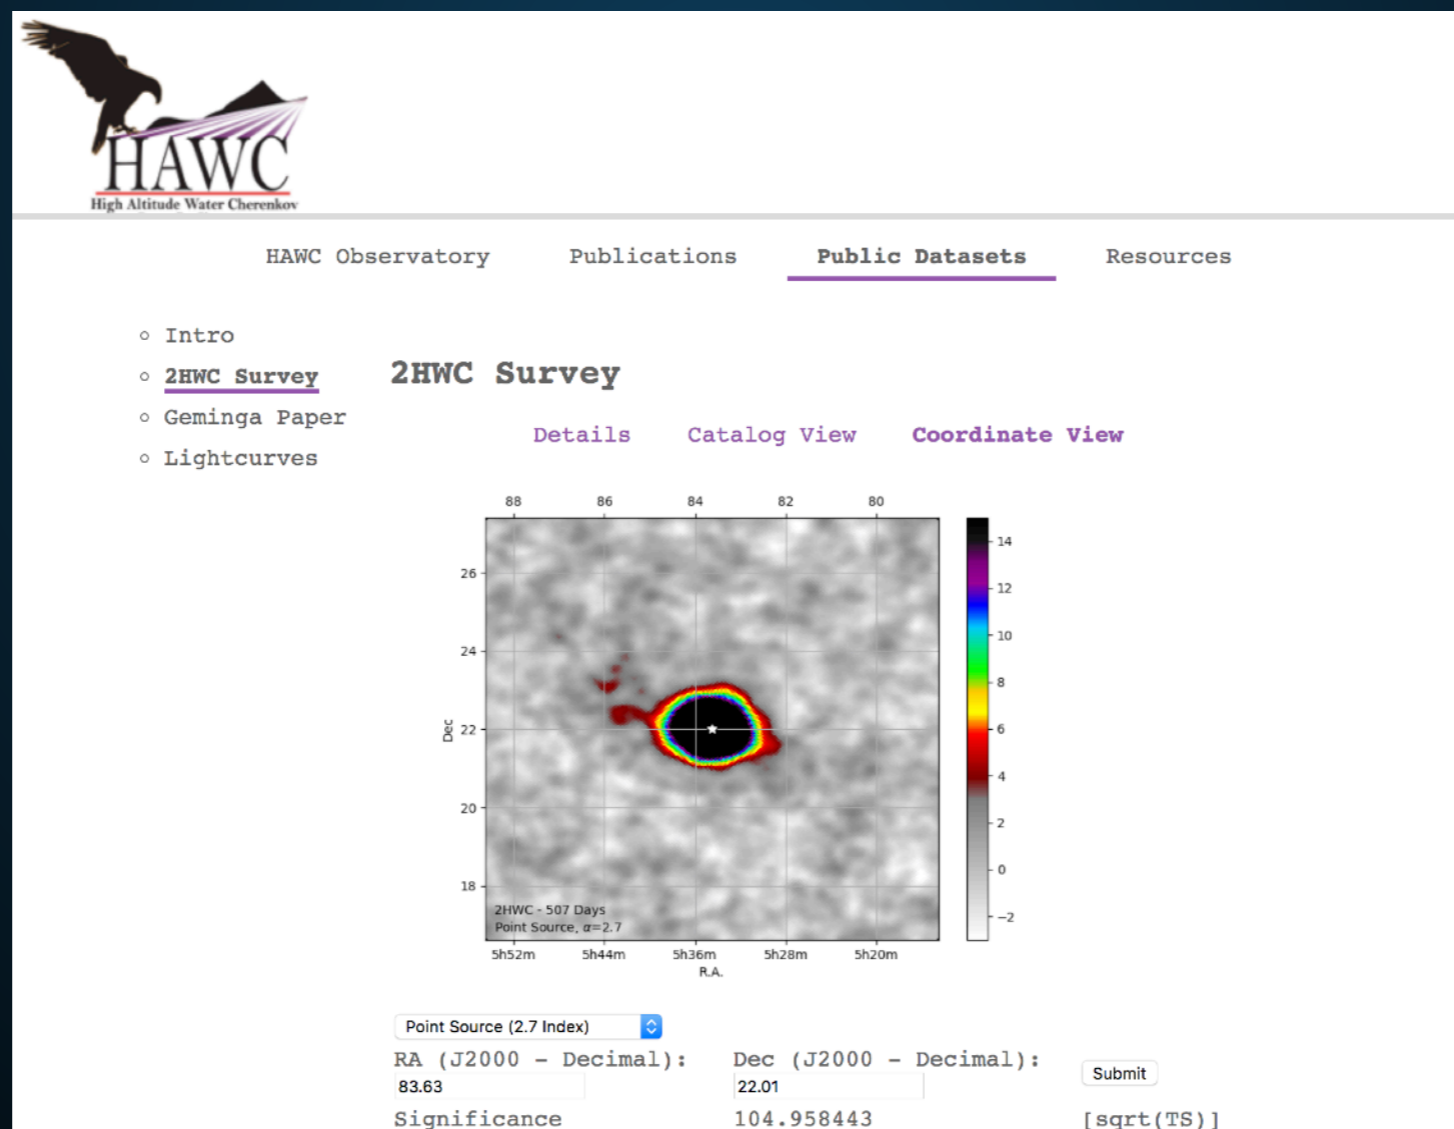 HAWC
High Altitude Water Cherenkov
HAWC Observatory Publications Public Datasets Resources
Intro
2HWC Survey
Geminga Paper
Lightcurves
2HWC Survey
Details Catalog View Coordinate View
88 86 84 82 80
26
24
22
20
18
Dec
14
12
10
8
6
4
2
0
−2
2HWC - 507 Days
Point Source, α=2.7
5h52m 5h44m 5h36m 5h28m 5h20m
R.A.
Point Source (2.7 Index)
RA (J2000 - Decimal): Dec (J2000 - Decimal):
83.63 22.01 Submit
Significance 104.958443 [sqrt(TS)]